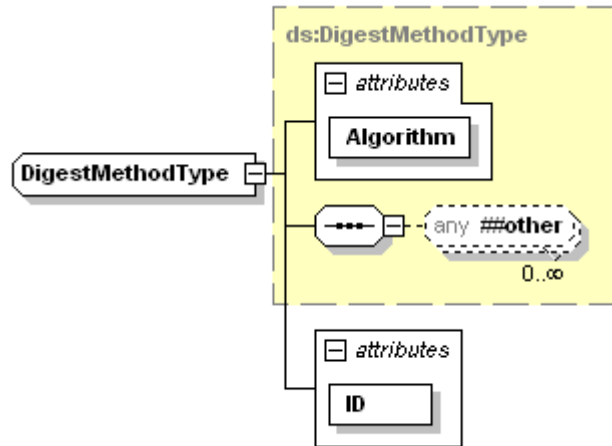 ds:DigestMethodType
attributes
Algorithm
DigestMethodType
any ##other
0..∞
attributes
ID